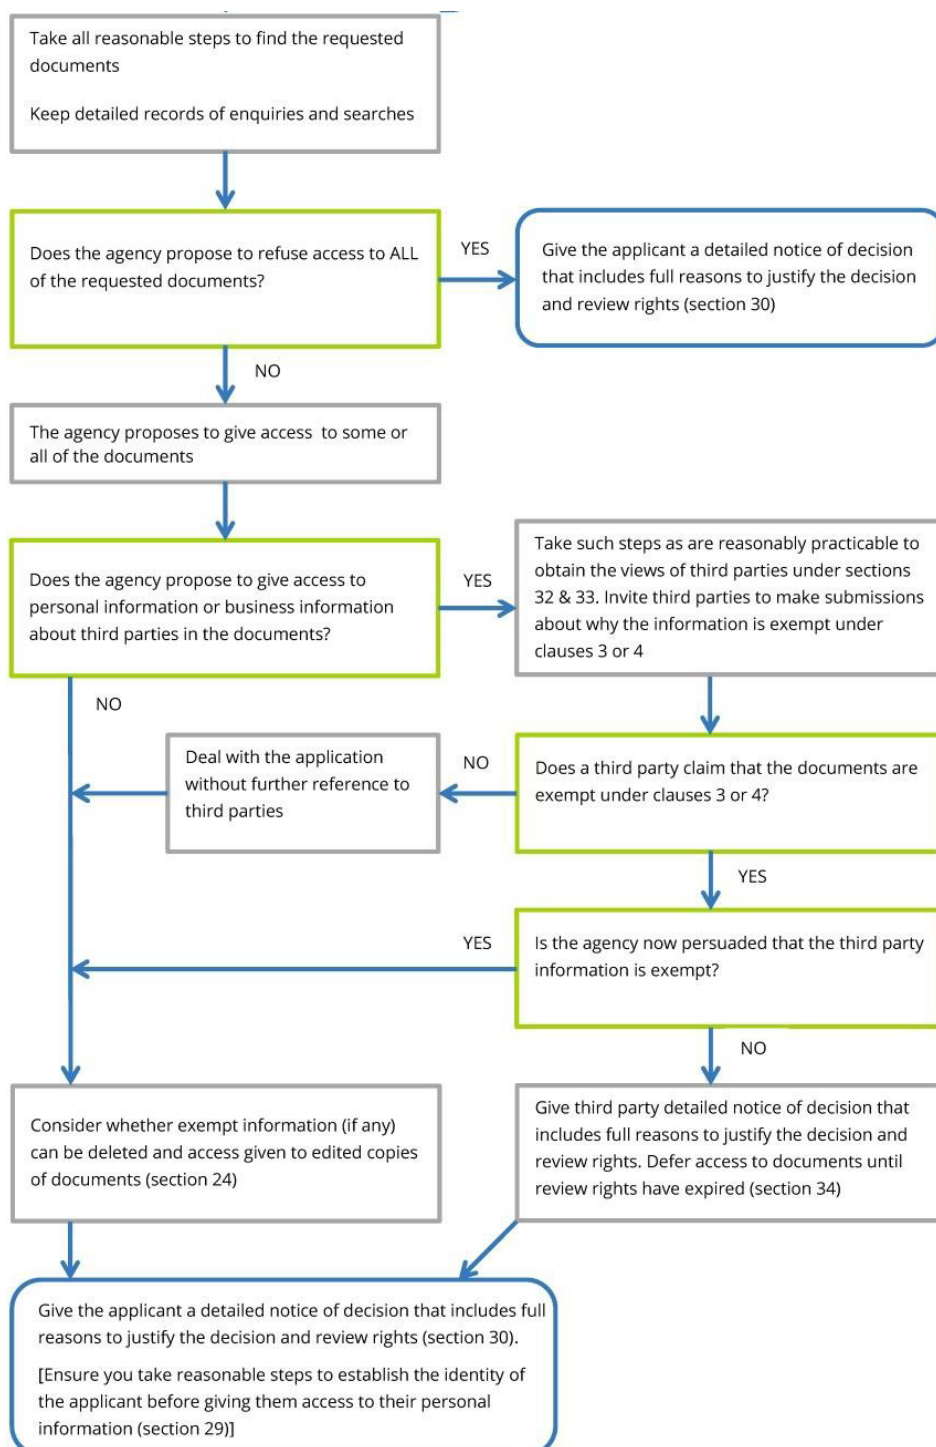 Take all reasonable steps to find the requested
documents
Keep detailed records of enquiries and searches
Does the agency propose to refuse access to ALL
of the requested documents?
YES
Give the applicant a detailed notice of decision
that includes full reasons to justify the decision
and review rights (section 30)
NO
The agency proposes to give access to some or
all of the documents
Does the agency propose to give access to
personal information or business information
about third parties in the documents?
YES
Take such steps as are reasonably practicable to
obtain the views of third parties under sections
32 & 33. Invite third parties to make submissions
about why the information is exempt under
clauses 3 or 4
NO
Deal with the application
without further reference to
third parties
NO
Does a third party claim that the documents are
exempt under clauses 3 or 4?
YES
YES
Is the agency now persuaded that the third party
information is exempt?
NO
Consider whether exempt information (if any)
can be deleted and access given to edited copies
of documents (section 24)
Give third party detailed notice of decision that
includes full reasons to justify the decision and
review rights. Defer access to documents until
review rights have expired (section 34)
Give the applicant a detailed notice of decision that includes full
reasons to justify the decision and review rights (section 30).
[Ensure you take reasonable steps to establish the identity of
the applicant before giving them access to their personal
information (section 29)]